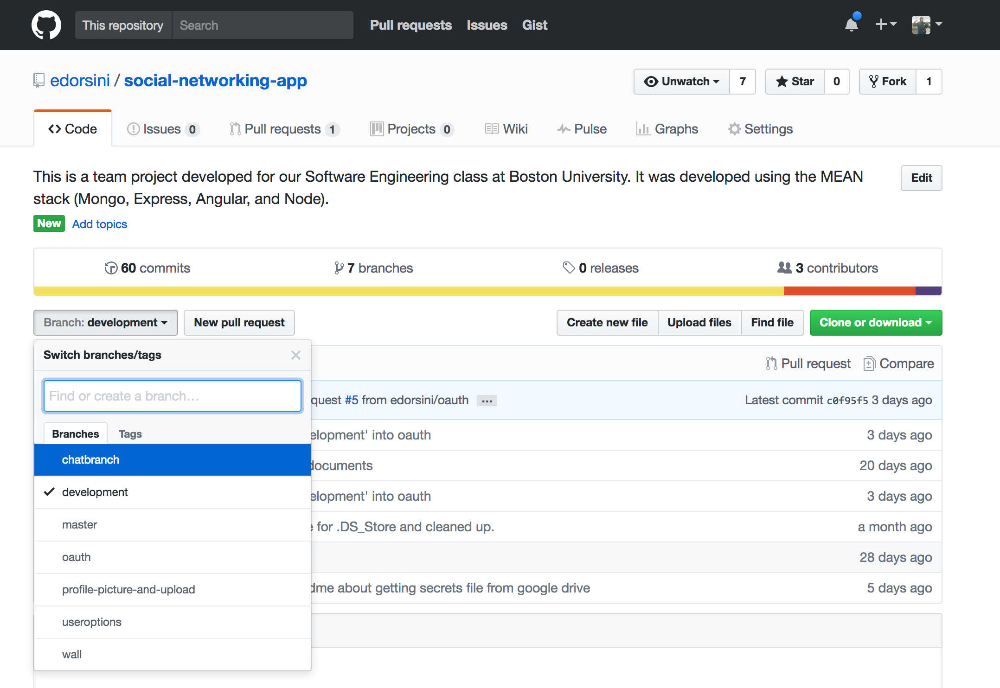 This repository Search Pull requests Issues Gist
edorsini / social-networking-app Unwatch 7 Star 0 Fork 1
Code Issues 0 Pull requests 1 Projects 0 Wiki Pulse Graphs Settings
This is a team project developed for our Software Engineering class at Boston University. It was developed using the MEAN Edit
stack (Mongo, Express, Angular, and Node).
New Add topics
60 commits 7 branches 0 releases 3 contributors
Branch: development New pull request Create new file Upload files Find file Clone or download
Switch branches/tags
Pull request Compare
Find or create a branch…
quest #5 from edorsini/oauth … Latest commit c0f95f5 3 days ago
Branches Tags
elopment' into oauth 3 days ago
chatbranch
documents 20 days ago
development
elopment' into oauth 3 days ago
master
for .DS_Store and cleaned up. a month ago
oauth
28 days ago
profile-picture-and-upload
dme about getting secrets file from google drive 5 days ago
useroptions
wall